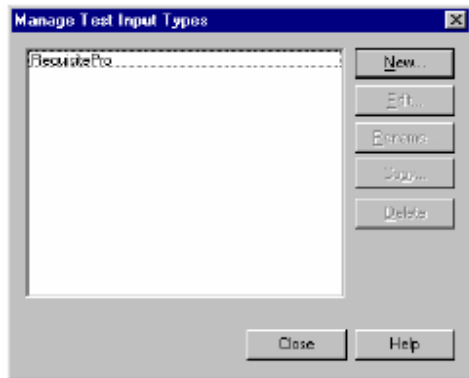 Manage Test Input Types
RequisitePro
New...
Edit...
Rename
Copy...
Delete
Close
Help